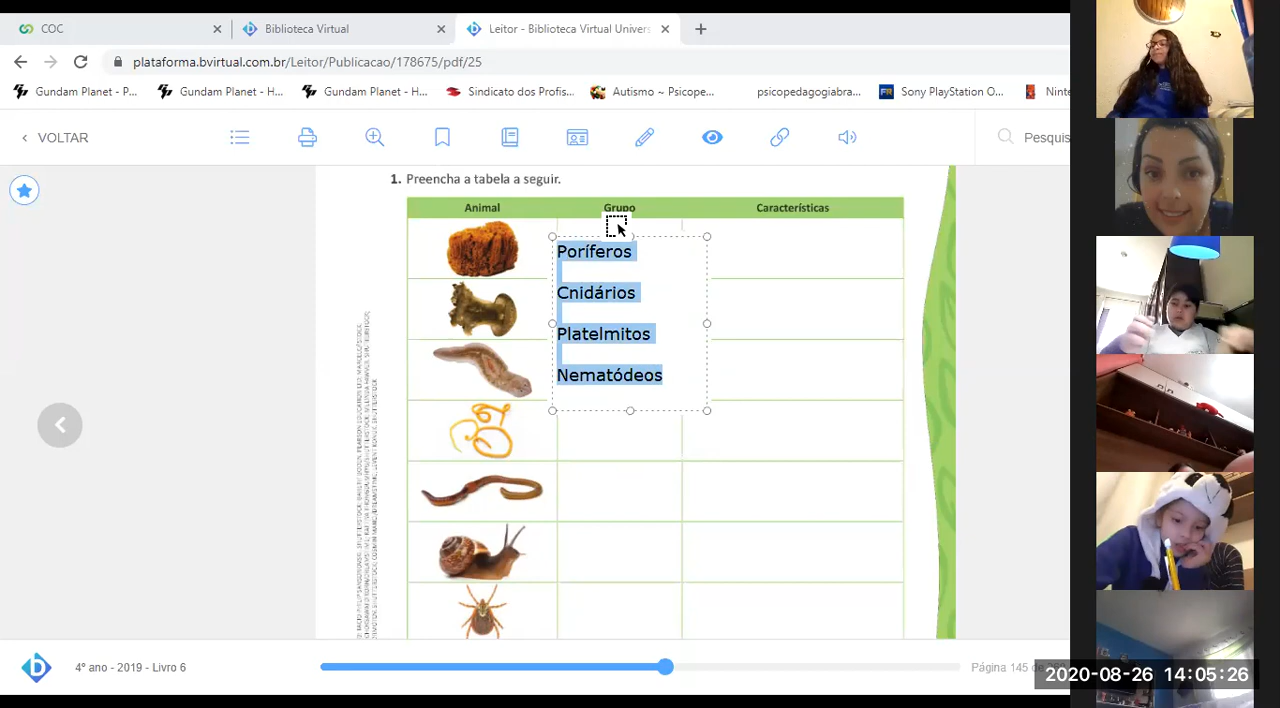 COC
Biblioteca Virtual
Leitor - Biblioteca Virtual Univers
plataforma.bvirtual.com.br/Leitor/Publicacao/178675/pdf/25
Gundam Planet - P...
Gundam Planet - H...
Gundam Planet - H...
Sindicato dos Profis...
Autismo ~ Psicope...
psicopedagogiabra...
Sony PlayStation O...
Ninte
VOLTAR
Pesquis
1. Preencha a tabela a seguir.
Animal Grupo Características
Poríferos
Cnidários
Platelmitos
Nematódeos
4º ano - 2019 - Livro 6
Página 145 de
2020-08-26 14:05:26